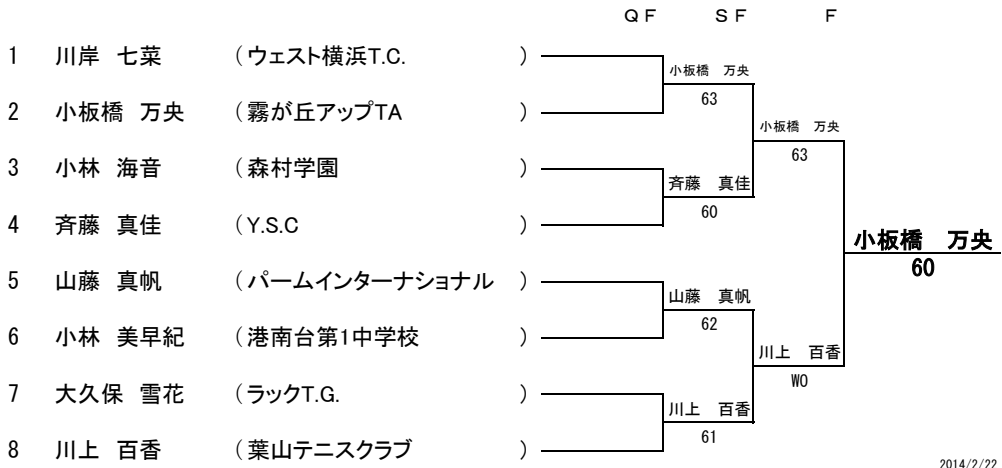 ＱＦ ＳＦ Ｆ
1 川岸 七菜 （ウェスト横浜T.C. ）
小板橋 万央
63
2 小板橋 万央 （霧が丘アップTA ）
小板橋 万央
63
3 小林 海音 （森村学園 ）
斉藤 真佳
60
4 斉藤 真佳 （Y.S.C ）
小板橋 万央
60
5 山藤 真帆 （パームインターナショナル ）
山藤 真帆
62
6 小林 美早紀 （港南台第1中学校 ）
川上 百香
WO
7 大久保 雪花 （ラックT.G. ）
川上 百香
61
8 川上 百香 （葉山テニスクラブ ）
2014/2/22